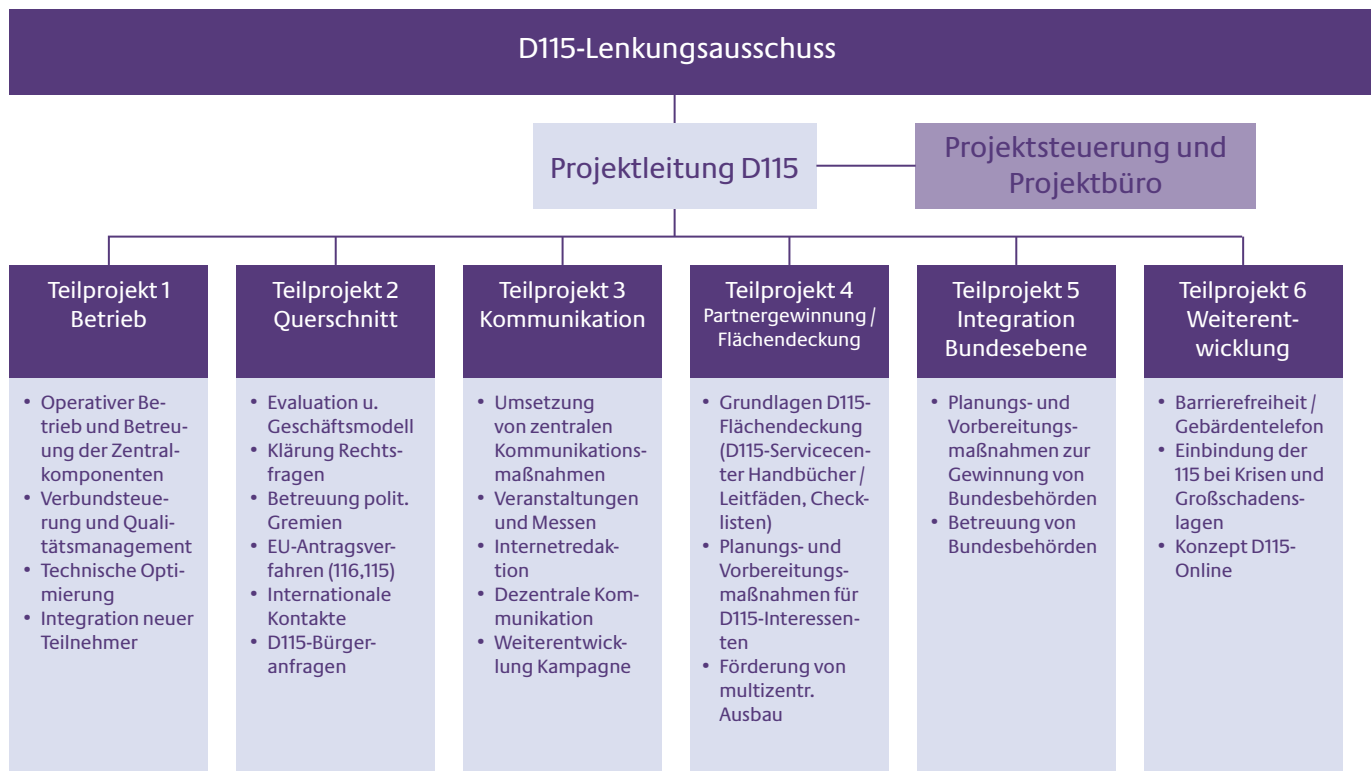 D115-Lenkungsausschuss
Projektleitung D115
Projektsteuerung und
Projektbüro
Teilprojekt 1
Betrieb
• Operativer Be-
trieb und Betreu-
ung der Zentral-
komponenten
• Verbundsteue-
rung und Quali-
tätsmanagement
• Technische Opti-
mierung
• Integration neuer
Teilnehmer
Teilprojekt 2
Querschnitt
• Evaluation u.
Geschäftsmodell
• Klärung Rechts-
fragen
• Betreuung polit.
Gremien
• EU-Antragsver-
fahren (116,115)
• Internationale
Kontakte
• D115-Bürger-
anfragen
Teilprojekt 3
Kommunikation
• Umsetzung
von zentralen
Kommunikations-
maßnahmen
• Veranstaltungen
und Messen
• Internetredak-
tion
• Dezentrale Kom-
munikation
• Weiterentwick-
lung Kampagne
Teilprojekt 4
Partnergewinnung /
Flächendeckung
• Grundlagen D115-
Flächendeckung
(D115-Servicecen-
ter Handbücher /
Leitfäden, Check-
listen)
• Planungs- und
Vorbereitungs-
maßnahmen für
D115-Interessen-
ten
• Förderung von
multizentr.
Ausbau
Teilprojekt 5
Integration
Bundesebene
• Planungs- und
Vorbereitungs-
maßnahmen zur
Gewinnung von
Bundesbehörden
• Betreuung von
Bundesbehörden
Teilprojekt 6
Weiterent-
wicklung
• Barrierefreiheit /
Gebärdentelefon
• Einbindung der
115 bei Krisen und
Großschadens-
lagen
• Konzept D115-
Online